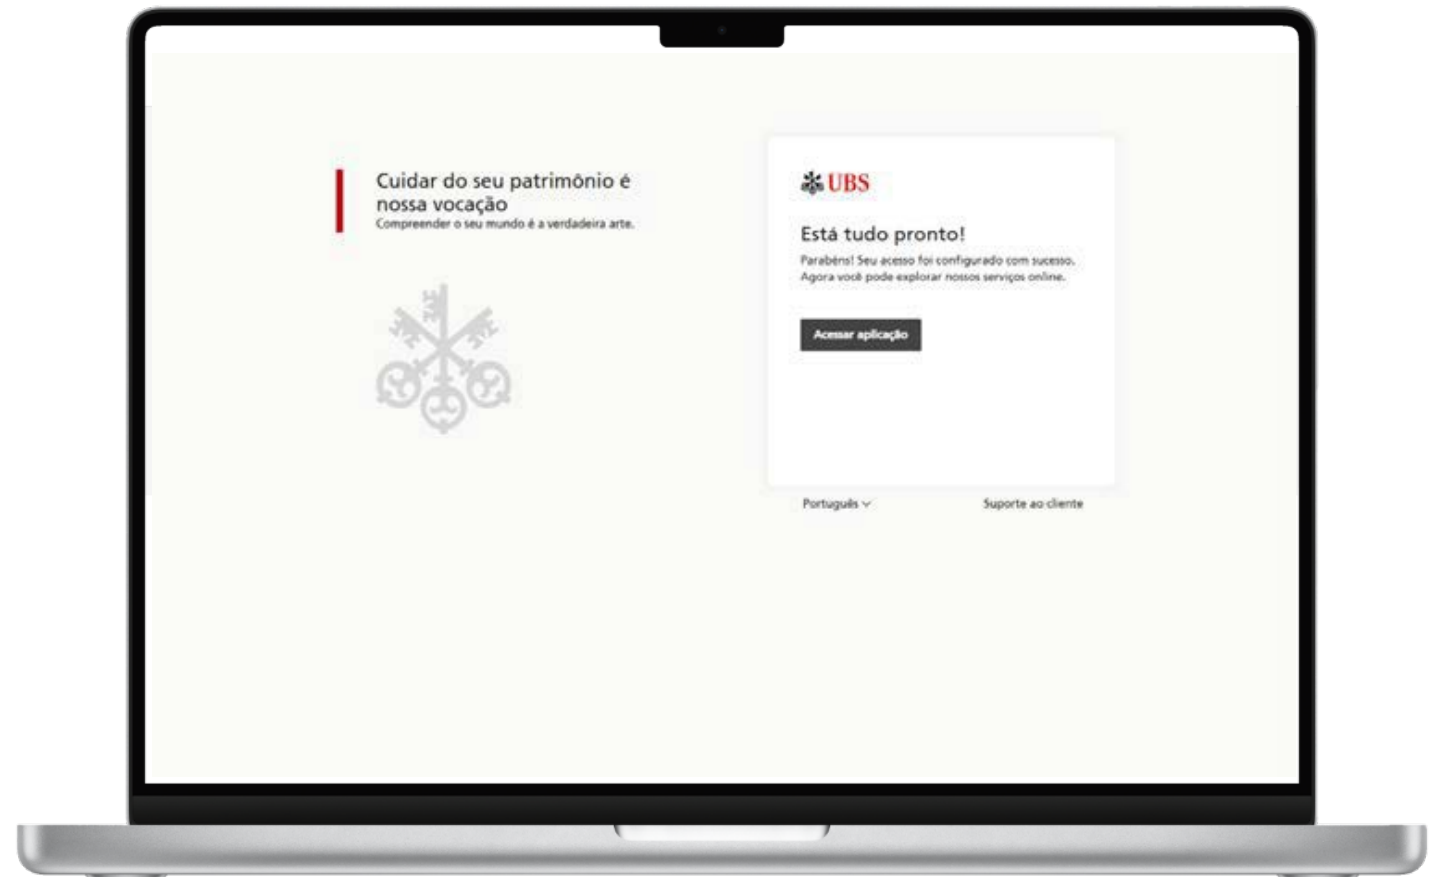 Cuidar do seu patrimônio é
nossa vocação
Compreender o seu mundo é a verdadeira arte.
UBS
Está tudo pronto!
Parabéns! Seu acesso foi configurado com sucesso.
Agora você pode explorar nossos serviços online.
Acessar aplicação
Português
Suporte ao cliente